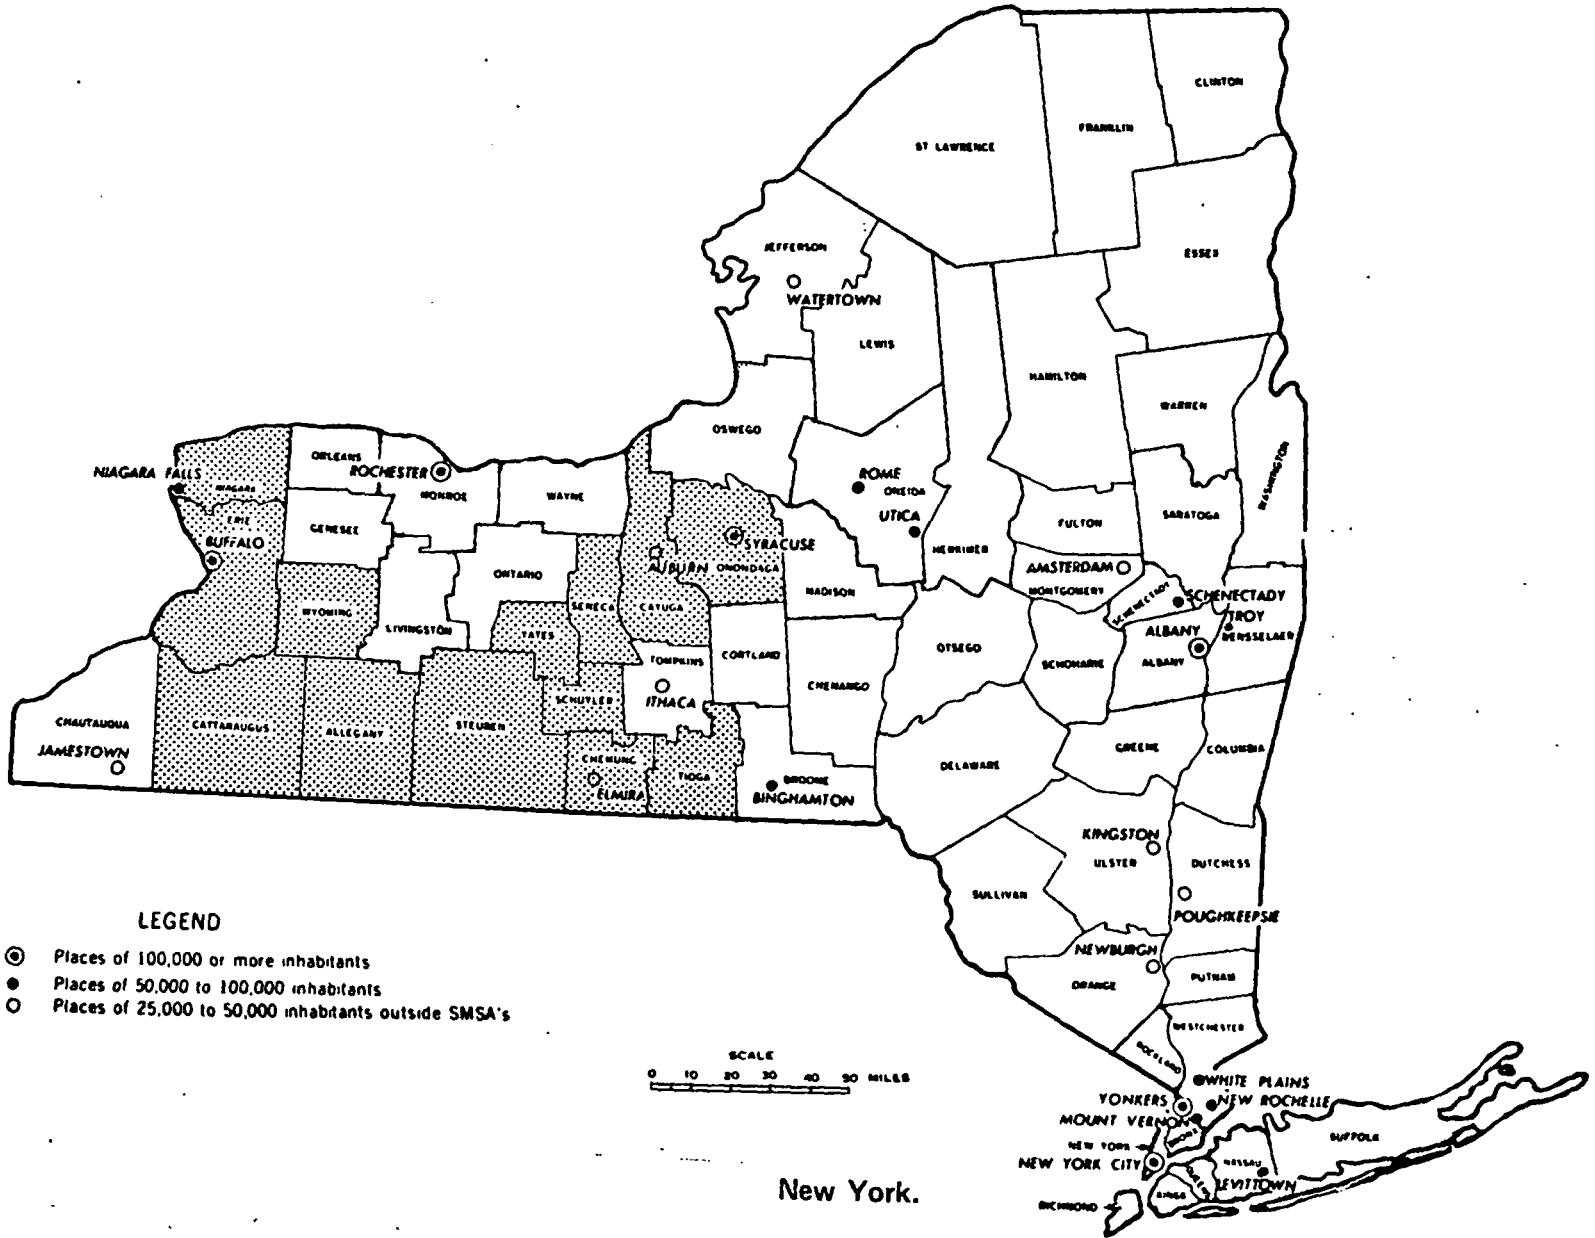 CLINTON
FRANKLIN
ST LAWRENCE
ESSEX
JEFFERSON
WATERTOWN
LEWIS
HAMILTON
WARREN
WASHINGTON
OSWEGO
ORLEANS
ROCHESTER
NIAGARA FALLS
NIAGARA
MONROE
WAYNE
ROME
ONEIDA
UTICA
SARATOGA
FULTON
ERIE
BUFFALO
GENESEE
SYRACUSE
HERKIMER
AUBURN
ONONDAGA
AMSTERDAM
ONTARIO
MADISON
MONTGOMERY
SCHENECTADY
SCHENECTADY
WYOMING
SENECA
CAYUGA
TROY
LIVINGSTON
YATES
ALBANY
RENSSELAER
OTSEGO
CORTLAND
TOMPKINS
SCHOHARIE
ALBANY
CHENANGO
ITHACA
SCHUYLER
CHAUTAUQUA
CATTARAUGUS
ALLEGANY
STEUBEN
JAMESTOWN
GREENE
COLUMBIA
CHEMUNG
DELAWARE
TIOGA
BROOME
ELMIRA
BINGHAMTON
KINGSTON
ULSTER
DUTCHESS
SULLIVAN
POUGHKEEPSIE
LEGEND
Places of 100,000 or more inhabitants
Places of 50,000 to 100,000 inhabitants
Places of 25,000 to 50,000 inhabitants outside SMSA's
NEWBURGH
ORANGE
PUTNAM
WESTCHESTER
ROCKLAND
SCALE
0 10 20 30 40 50 MILES
WHITE PLAINS
YONKERS
NEW ROCHELLE
MOUNT VERNON
BRONX
SUFFOLK
NEW YORK
NEW YORK CITY
NASSAU
QUEENS
LEVITTOWN
KINGS
RICHMOND
New York.